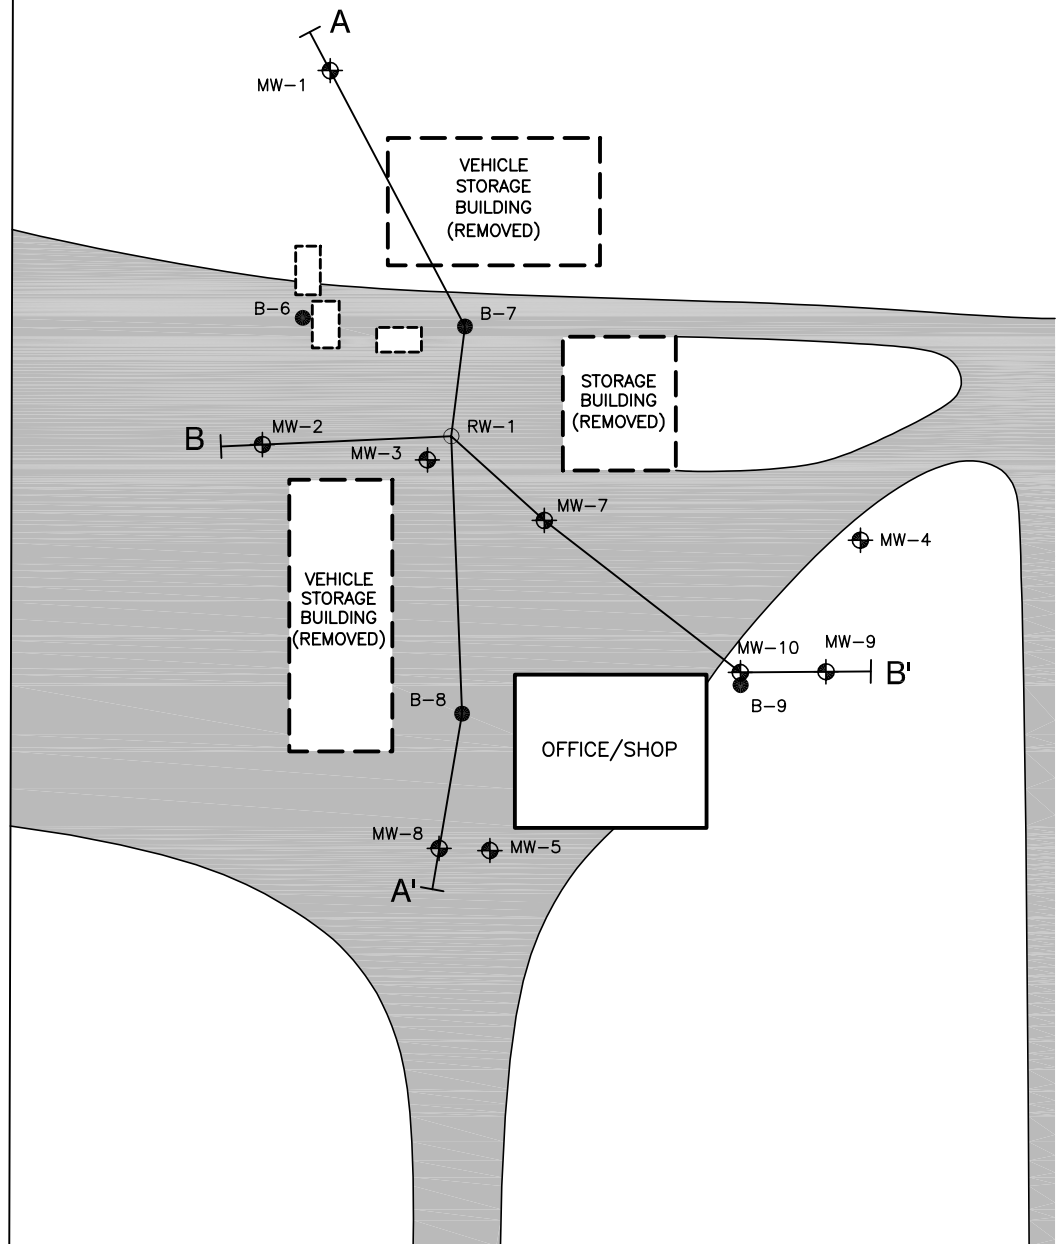 A
MW-1
VEHICLE
STORAGE
BUILDING
(REMOVED)
B-6
B-7
STORAGE
BUILDING
(REMOVED)
B
MW-2
RW-1
MW-3
MW-7
MW-4
VEHICLE
STORAGE
BUILDING
(REMOVED)
MW-10
MW-9
B'
B-8
B-9
OFFICE/SHOP
MW-8
MW-5
A'